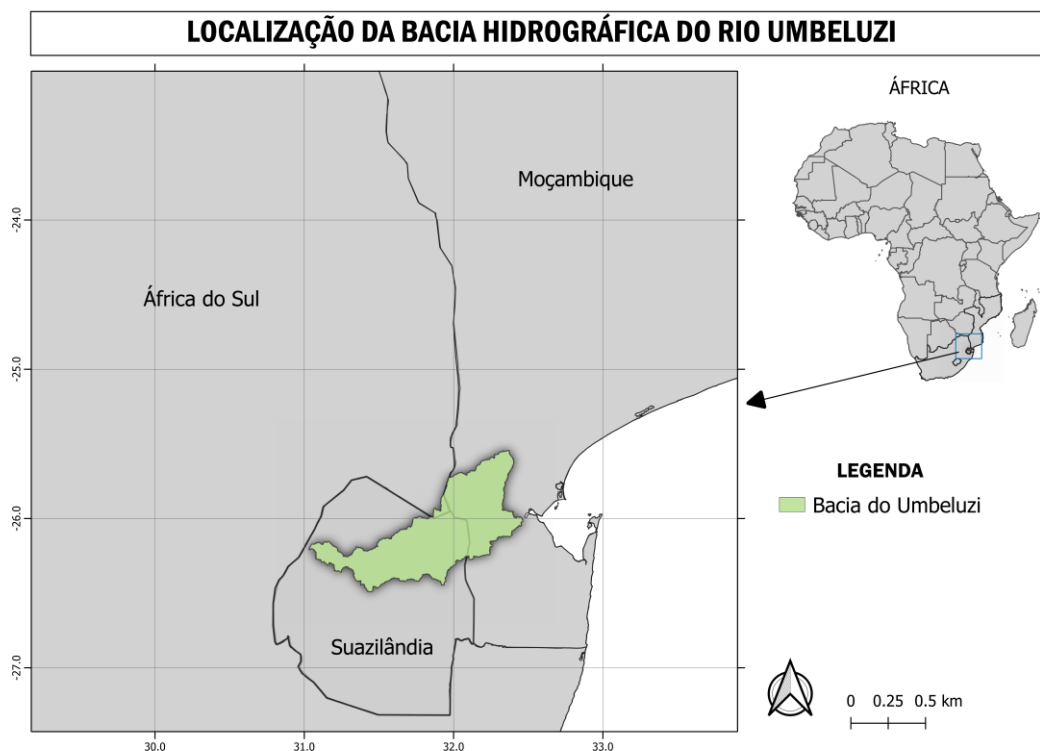 LOCALIZAÇÃO DA BACIA HIDROGRÁFICA DO RIO UMBELUZI
ÁFRICA
Moçambique
África do Sul
Suazilândia
-24.0
-25.0
-26.0
-27.0
30.0 31.0 32.0 33.0
LEGENDA
Bacia do Umbeluzi
0 0.25 0.5 km